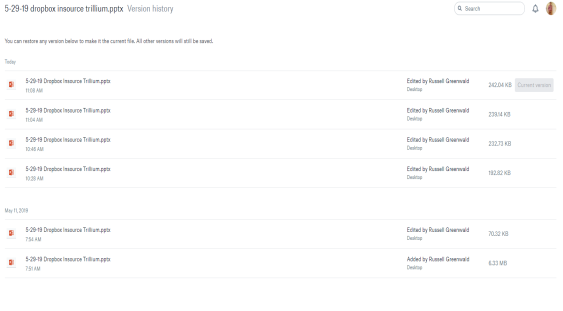 5-29-19 dropbox insource trillium.pptx Version history
Search
You can restore any version below to make it the current file. All other versions will still be saved.
Today
5-29-19 Dropbox Insource Trillium.pptx Edited by Russell Greenwald 242.04 KB Current version
11:06 AM Desktop
5-29-19 Dropbox Insource Trillium.pptx Edited by Russell Greenwald 239.14 KB
11:04 AM Desktop
5-29-19 Dropbox Insource Trillium.pptx Edited by Russell Greenwald 232.73 KB
10:46 AM Desktop
5-29-19 Dropbox Insource Trillium.pptx Edited by Russell Greenwald 192.82 KB
10:28 AM Desktop
May 11, 2019
5-29-19 Dropbox Insource Trillium.pptx Edited by Russell Greenwald 70.32 KB
7:54 AM Desktop
5-29-19 Dropbox Insource Trillium.pptx Added by Russell Greenwald 6.33 MB
7:51 AM Desktop